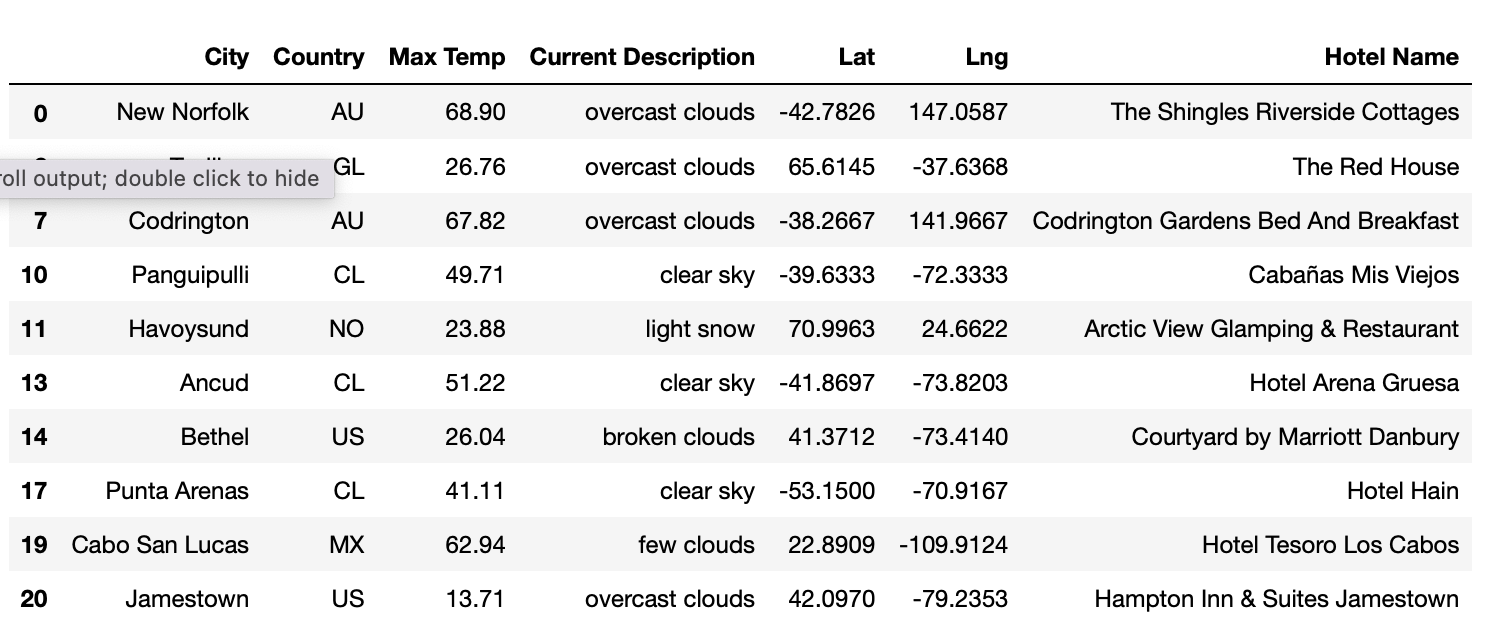 City Country Max Temp Current Description Lat Lng Hotel Name
0 New Norfolk AU 68.90 overcast clouds -42.7826 147.0587 The Shingles Riverside Cottages
GL 26.76 overcast clouds 65.6145 -37.6368 The Red House
roll output; double click to hide
7 Codrington AU 67.82 overcast clouds -38.2667 141.9667 Codrington Gardens Bed And Breakfast
10 Panguipulli CL 49.71 clear sky -39.6333 -72.3333 Cabañas Mis Viejos
11 Havoysund NO 23.88 light snow 70.9963 24.6622 Arctic View Glamping & Restaurant
13 Ancud CL 51.22 clear sky -41.8697 -73.8203 Hotel Arena Gruesa
14 Bethel US 26.04 broken clouds 41.3712 -73.4140 Courtyard by Marriott Danbury
17 Punta Arenas CL 41.11 clear sky -53.1500 -70.9167 Hotel Hain
19 Cabo San Lucas MX 62.94 few clouds 22.8909 -109.9124 Hotel Tesoro Los Cabos
20 Jamestown US 13.71 overcast clouds 42.0970 -79.2353 Hampton Inn & Suites Jamestown